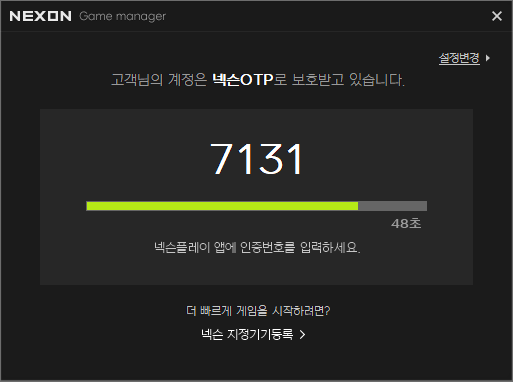 NEXON Game manager
설정변경
고객님의 계정은 넥슨OTP로 보호받고 있습니다.
7131
48초
넥슨플레이 앱에 인증번호를 입력하세요.
더 빠르게 게임을 시작하려면?
넥슨 지정기기등록